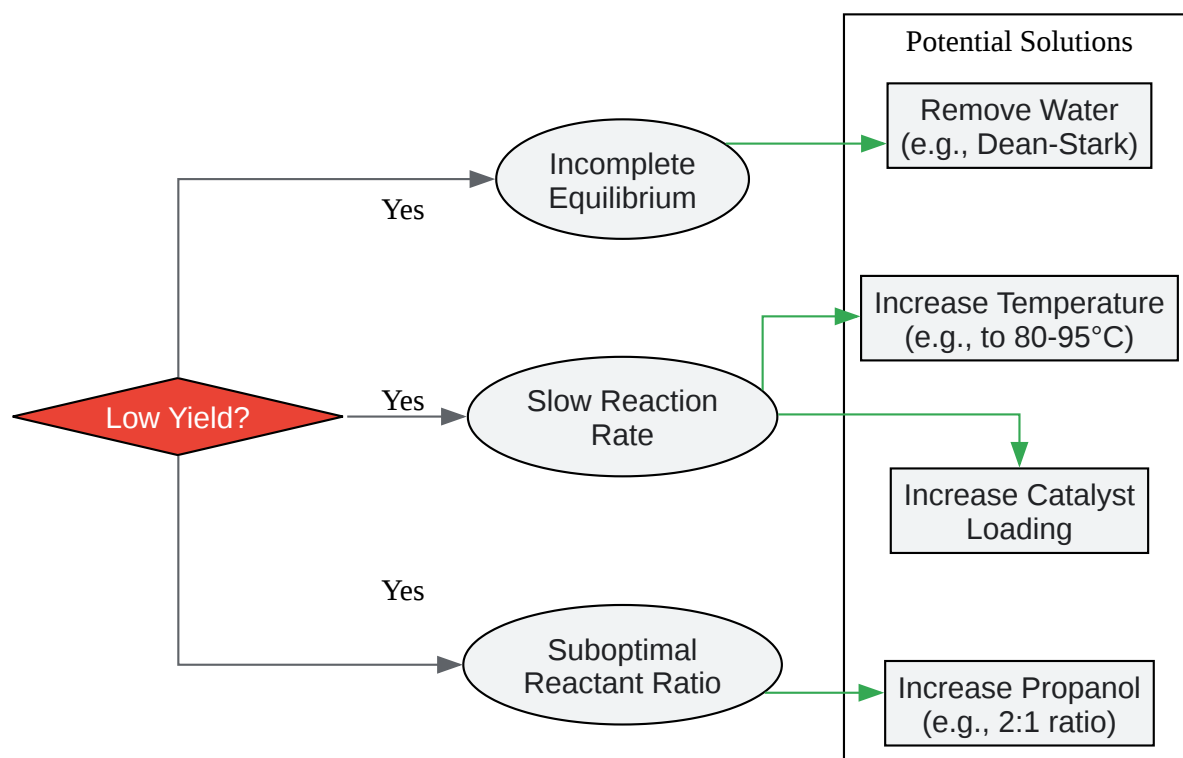 Potential Solutions
Remove Water
(e.g., Dean-Stark)
Incomplete
Equilibrium
Yes
Increase Temperature
(e.g., to 80-95°C)
Low Yield?
Yes
Slow Reaction
Rate
Increase Catalyst
Loading
Yes
Suboptimal
Reactant Ratio
Increase Propanol
(e.g., 2:1 ratio)